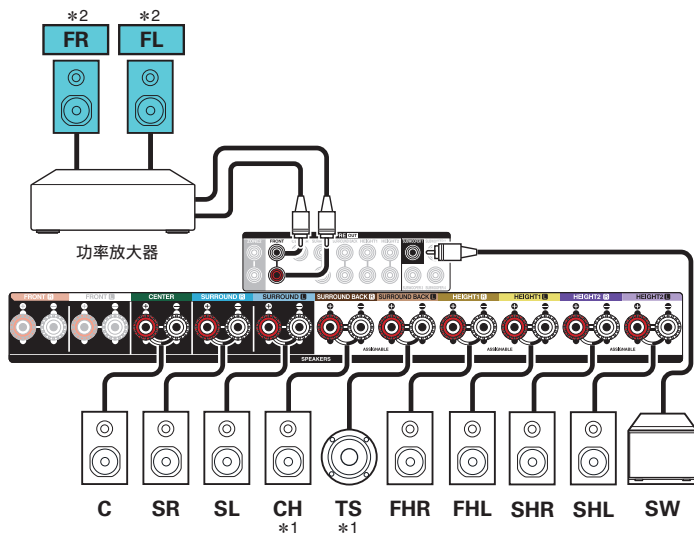 *2 *2
FR FL
功率放大器
PRE OUT
FRONT
FRONT R FRONT L CENTER SURROUND R SURROUND L SURROUND BACK R SURROUND BACK L HEIGHT1 R HEIGHT1 L HEIGHT2 R HEIGHT2 L
ASSIGNABLE ASSIGNABLE ASSIGNABLE
SPEAKERS
C SR SL CH TS FHR FHL SHR SHL SW
*1 *1